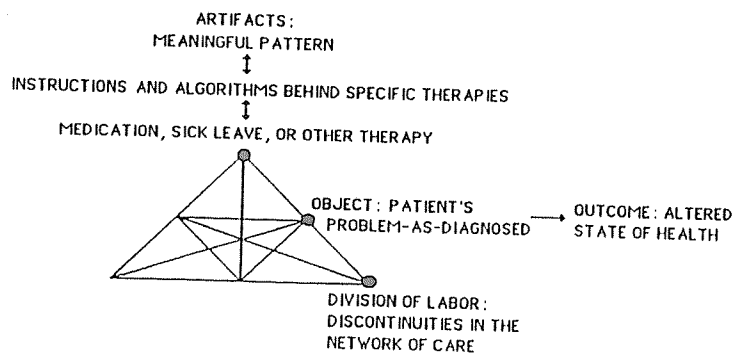 ARTIFACTS:
MEANINGFUL PATTERN
INSTRUCTIONS AND ALGORITHMS BEHIND SPECIFIC THERAPIES
MEDICATION, SICK LEAVE, OR OTHER THERAPY
OBJECT: PATIENT'S
PROBLEM-AS-DIAGNOSED
OUTCOME: ALTERED
STATE OF HEALTH
DIVISION OF LABOR:
DISCONTINUITIES IN THE
NETWORK OF CARE